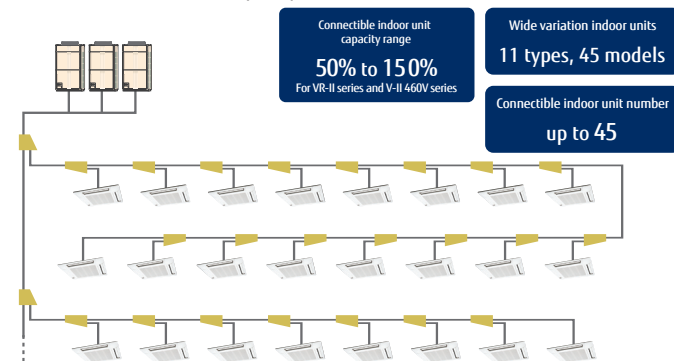 Connectible indoor unit
capacity range
50% to 150%
For VR-II series and V-II 460V series
Wide variation indoor units
11 types, 45 models
Connectible indoor unit number
up to 45